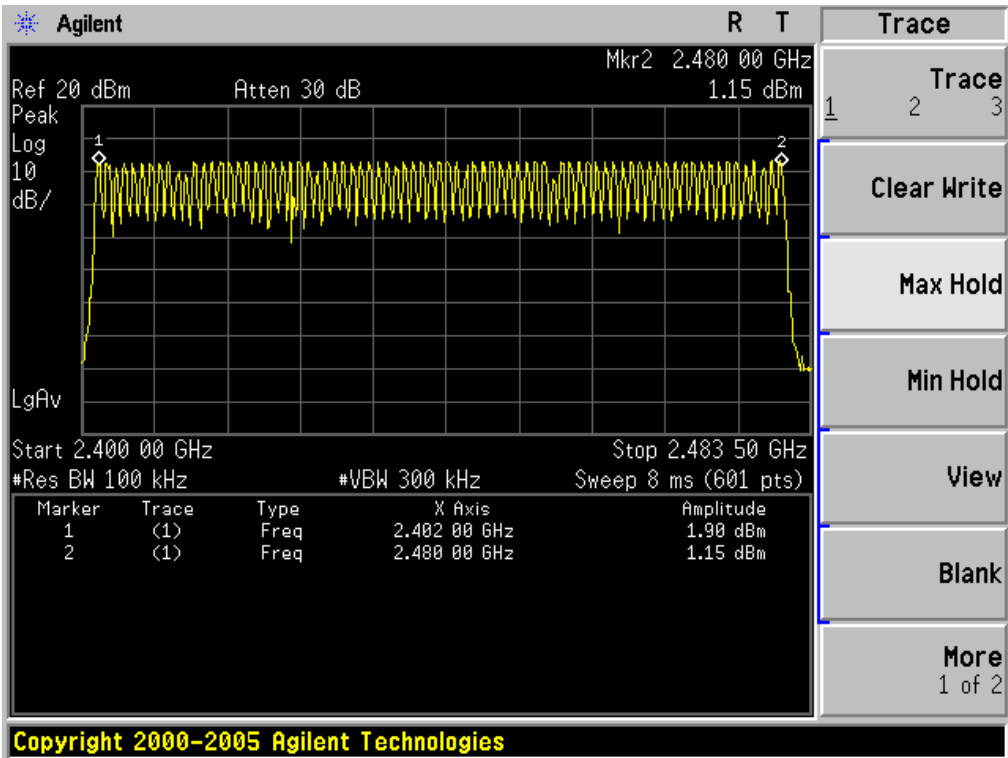 Agilent R T
Mkr2 2.480 00 GHz
Ref 20 dBm Atten 30 dB 1.15 dBm
Peak
Log
10
dB/
1
2
LgAv
Start 2.400 00 GHz Stop 2.483 50 GHz
#Res BW 100 kHz #VBW 300 kHz Sweep 8 ms (601 pts)
Marker Trace Type X Axis Amplitude
1 (1) Freq 2.402 00 GHz 1.90 dBm
2 (1) Freq 2.480 00 GHz 1.15 dBm
Copyright 2000-2005 Agilent Technologies
Trace
Trace
1 2 3
Clear Write
Max Hold
Min Hold
View
Blank
More
1 of 2